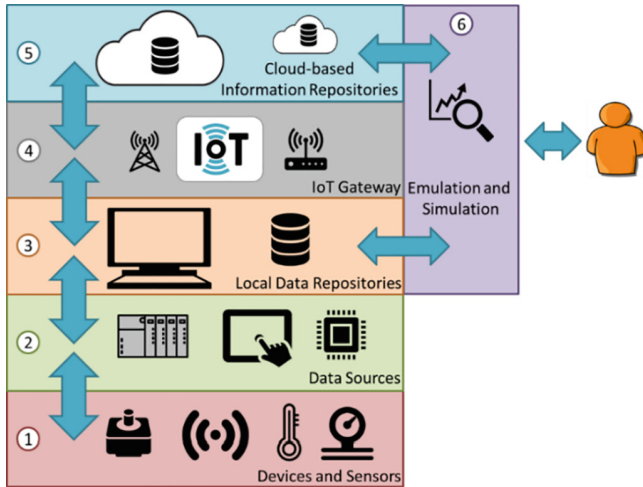 5
Cloud-based
Information Repositories
6
Emulation and
Simulation
4
IoT
IoT Gateway
3
Local Data Repositories
2
Data Sources
1
Devices and Sensors